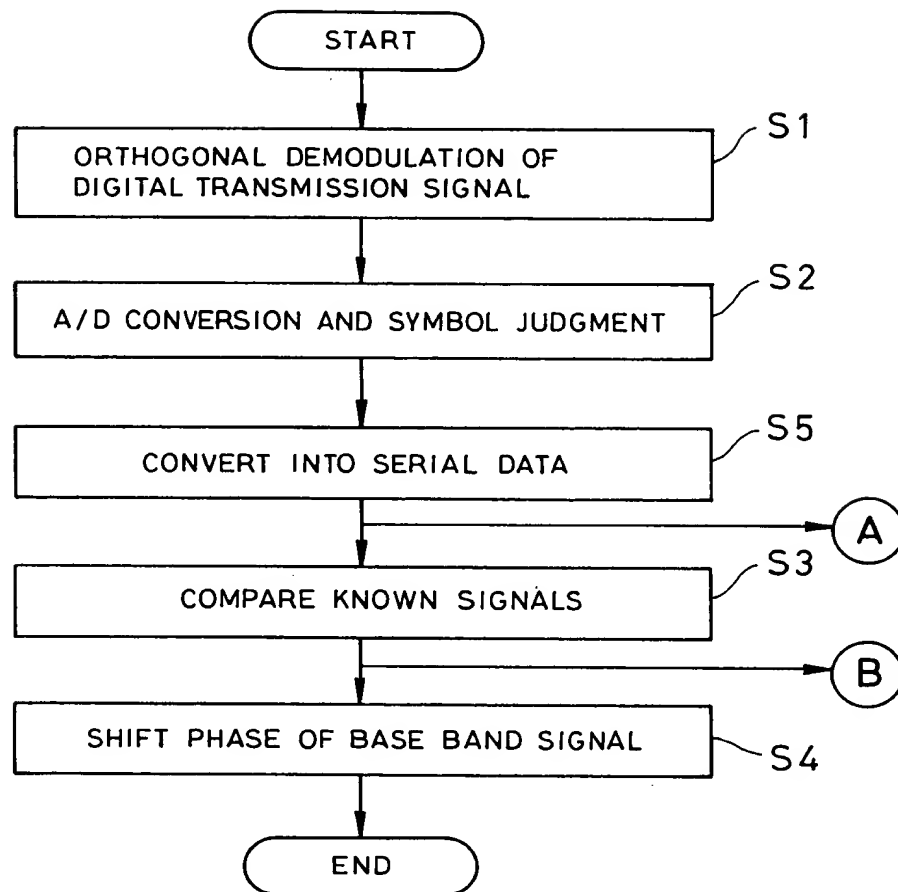 START
S1
ORTHOGONAL DEMODULATION OF
DIGITAL TRANSMISSION SIGNAL
S2
A/D CONVERSION AND SYMBOL JUDGMENT
S5
CONVERT INTO SERIAL DATA
A
S3
COMPARE KNOWN SIGNALS
B
SHIFT PHASE OF BASE BAND SIGNAL
S4
END